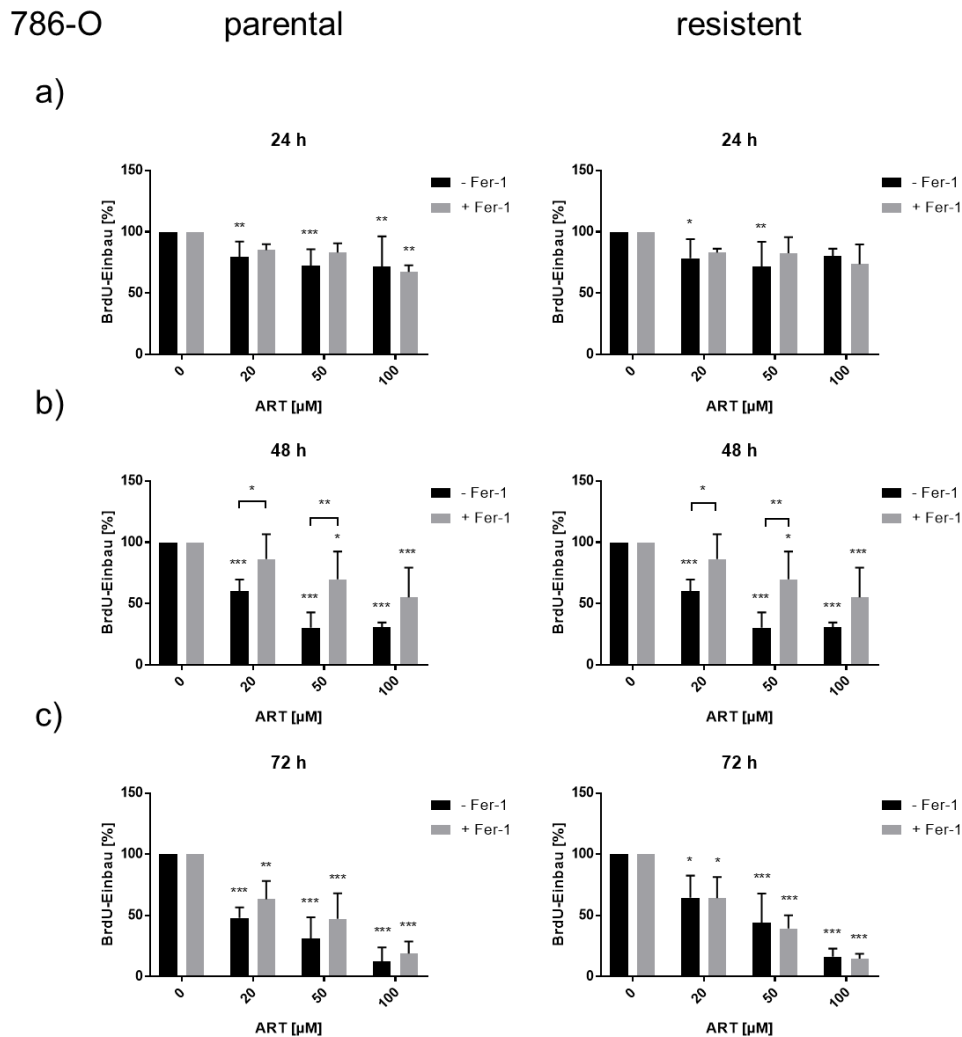 786-O parental resistent
a)
24 h 24 h
BrdU-Einbau [%] BrdU-Einbau [%]
150 150
100 100
50 50
0 0
- Fer-1 - Fer-1
+ Fer-1 + Fer-1
** *** ** ** * **
0 20 50 100 0 20 50 100
ART [µM] ART [µM]
b)
48 h 48 h
BrdU-Einbau [%] BrdU-Einbau [%]
150 150
100 100
50 50
0 0
- Fer-1 - Fer-1
+ Fer-1 + Fer-1
* ** * **
*** *** * *** *** *** *** * *** ***
0 20 50 100 0 20 50 100
ART [µM] ART [µM]
c)
72 h 72 h
BrdU-Einbau [%] BrdU-Einbau [%]
150 150
100 100
50 50
0 0
- Fer-1 - Fer-1
+ Fer-1 + Fer-1
*** ** *** *** *** *** * * *** *** *** ***
0 20 50 100 0 20 50 100
ART [µM] ART [µM]